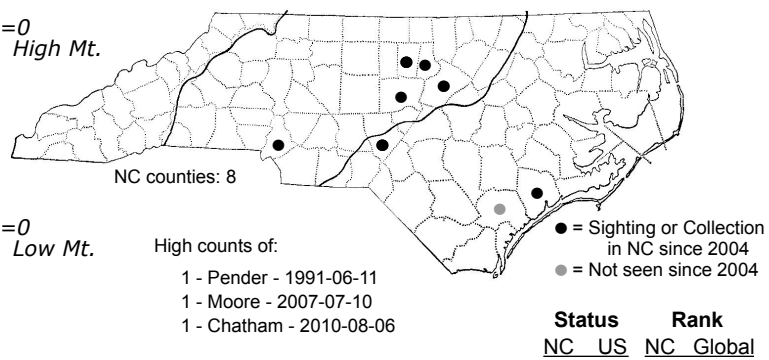 =0
High Mt.
NC counties: 8
=0
Low Mt.
High counts of:
1 - Pender - 1991-06-11
1 - Moore - 2007-07-10
1 - Chatham - 2010-08-06
= Sighting or Collection
in NC since 2004
= Not seen since 2004
Status Rank
NC US NC Global